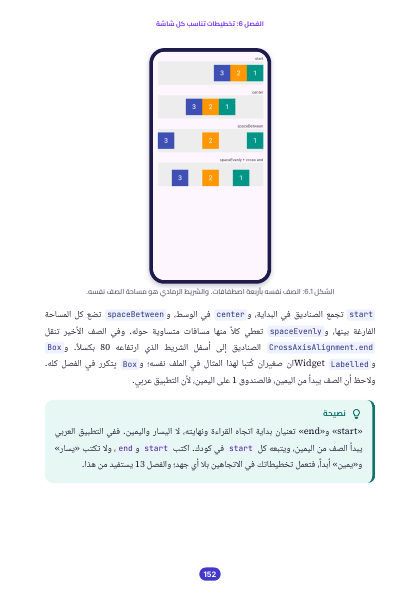 الفصل 6: تخطيطات تناسب كل شاشة
start
3 2 1
center
3 2 1
spaceBetween
3 2 1
spaceEvenly + cross end
3 2 1
الشكل 6.1: الصف نفسه بأربعة اصطفافات. والشريط الرمادي هو مساحة الصف نفسه.
start تجمع الصناديق في البداية، و center في الوسط، و spaceBetween تضع كل المساحة
الفارغة بينها، و spaceEvenly تعطي كلاً منها مسافات متساوية حوله. وفي الصف الأخير تنقل
CrossAxisAlignment.end الصناديق إلى أسفل الشريط الذي ارتفاعه 80 بكسلاً. و Box
و Labelled Widgetان صغيران كُتبا لهذا المثال في الملف نفسه؛ و Box يتكرر في الفصل كله.
ولاحظ أن الصف يبدأ من اليمين، فالصندوق 1 على اليمين، لأن التطبيق عربي.
نصيحة
«start» و«end» تعنيان بداية اتجاه القراءة ونهايته، لا اليسار واليمين. ففي التطبيق العربي
يبدأ الصف من اليمين، ويتبعه كل start في كودك. اكتب start و end ، ولا تكتب «يسار»
و«يمين» أبداً، فتعمل تخطيطاتك في الاتجاهين بلا أي جهد؛ والفصل 13 يستفيد من هذا.
152